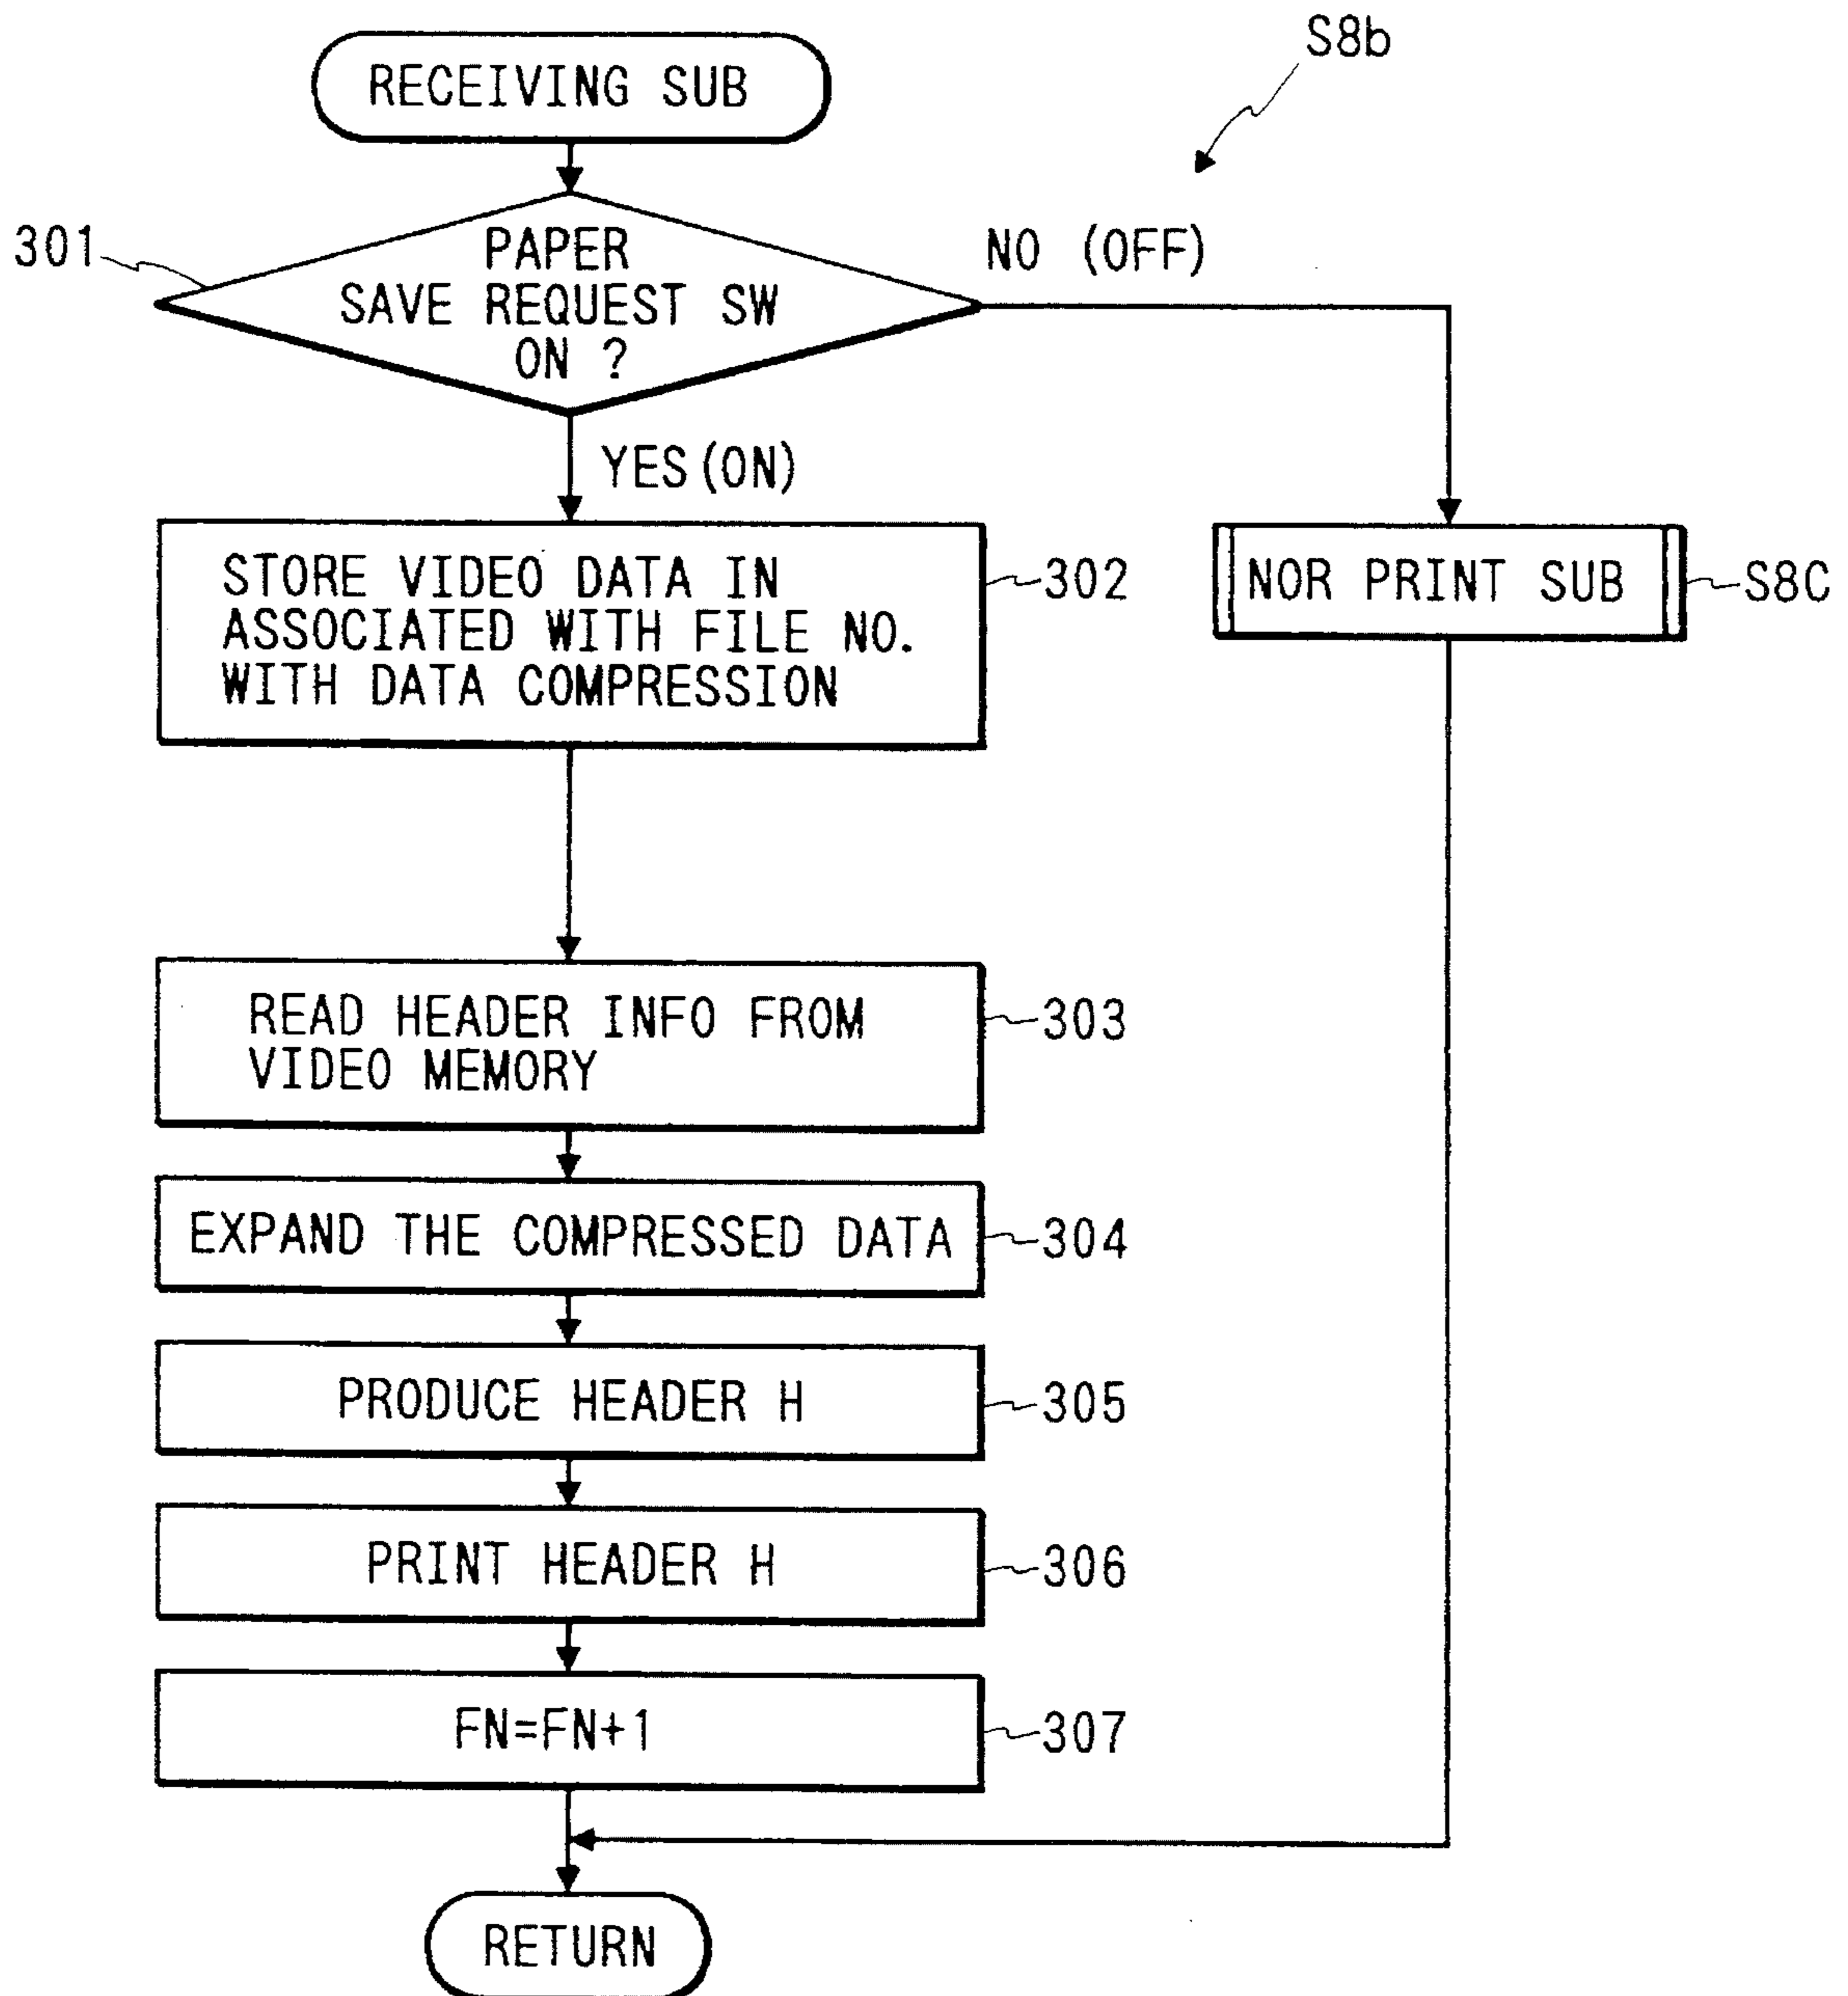 S8b
RECEIVING SUB
301
PAPER
SAVE REQUEST SW
ON ?
NO (OFF)
YES(ON)
STORE VIDEO DATA IN
ASSOCIATED WITH FILE NO.
WITH DATA COMPRESSION
302
NOR PRINT SUB
S8C
READ HEADER INFO FROM
VIDEO MEMORY
303
EXPAND THE COMPRESSED DATA
304
PRODUCE HEADER H
305
PRINT HEADER H
306
FN=FN+1
307
RETURN